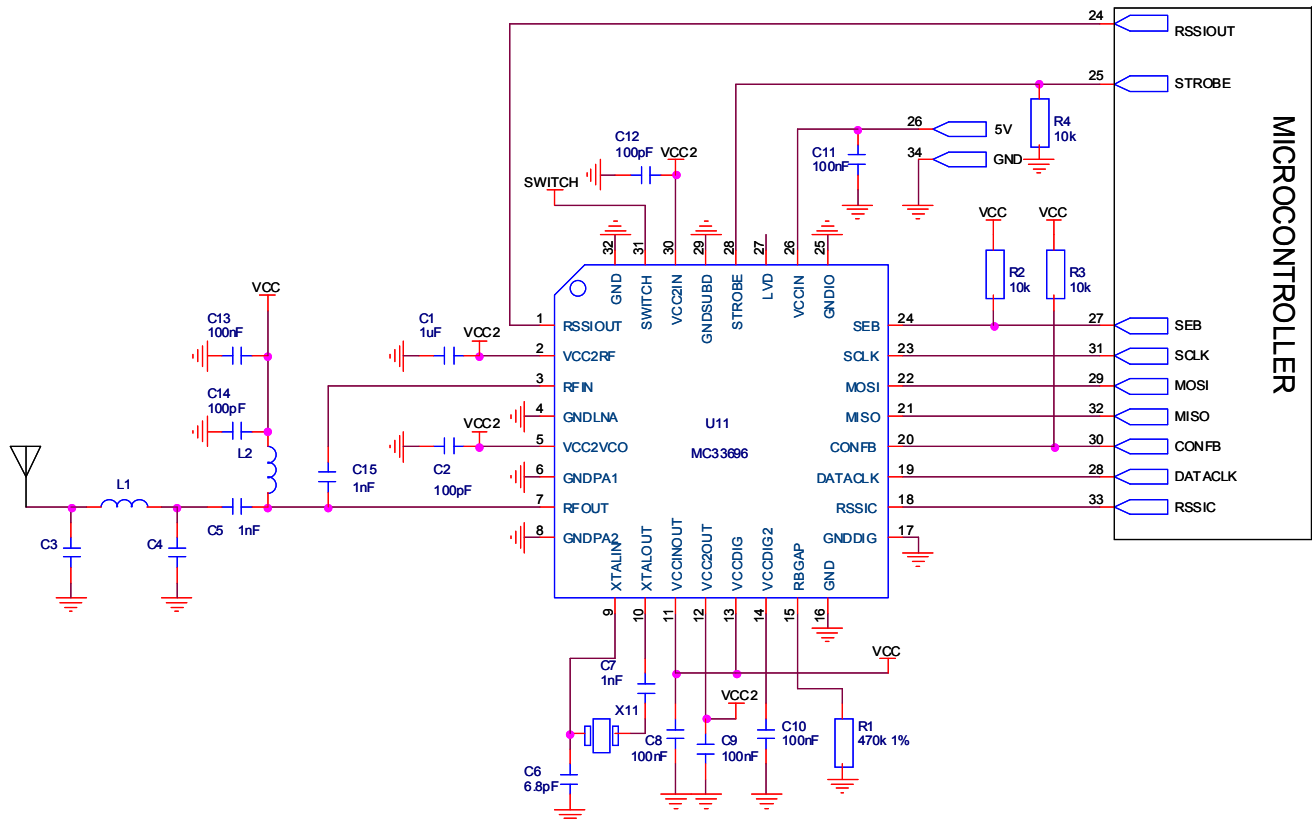 24
RSSIOUT
25
STROBE
MICROCONTROLLER
26
5V
34
GND
R4
10k
C11
100nF
C12
100pF
VCC2
SWITCH
VCC
R2
10k
VCC
R3
10k
32
31
30
29
28
27
26
25
GND
SWITCH
VCC2IN
GNDSUBD
STROBE
LVD
VCCIN
GNDIO
VCC
C13
100nF
C14
100pF
L2
C1
1uF
VCC2
VCC2
C2
100pF
C15
1nF
L1
C5
1nF
C3
C4
1
RSSIOUT
2
VCC2RF
3
RFIN
4
GNDLNA
5
VCC2VCO
6
GNDPA1
7
RFOUT
8
GNDPA2
U11
MC33696
SEB
24
27
SEB
SCLK
23
31
SCLK
MOSI
22
29
MOSI
MISO
21
32
MISO
CONFB
20
30
CONFB
DATACLK
19
28
DATACLK
RSSIC
18
33
RSSIC
GNDDIG
17
XTALIN
XTALOUT
VCCINOUT
VCC2OUT
VCCDIG
VCCDIG2
RBGAP
GND
9
10
11
12
13
14
15
16
C7
1nF
X11
C6
6.8pF
C8
100nF
C9
100nF
VCC2
C10
100nF
VCC
R1
470k 1%